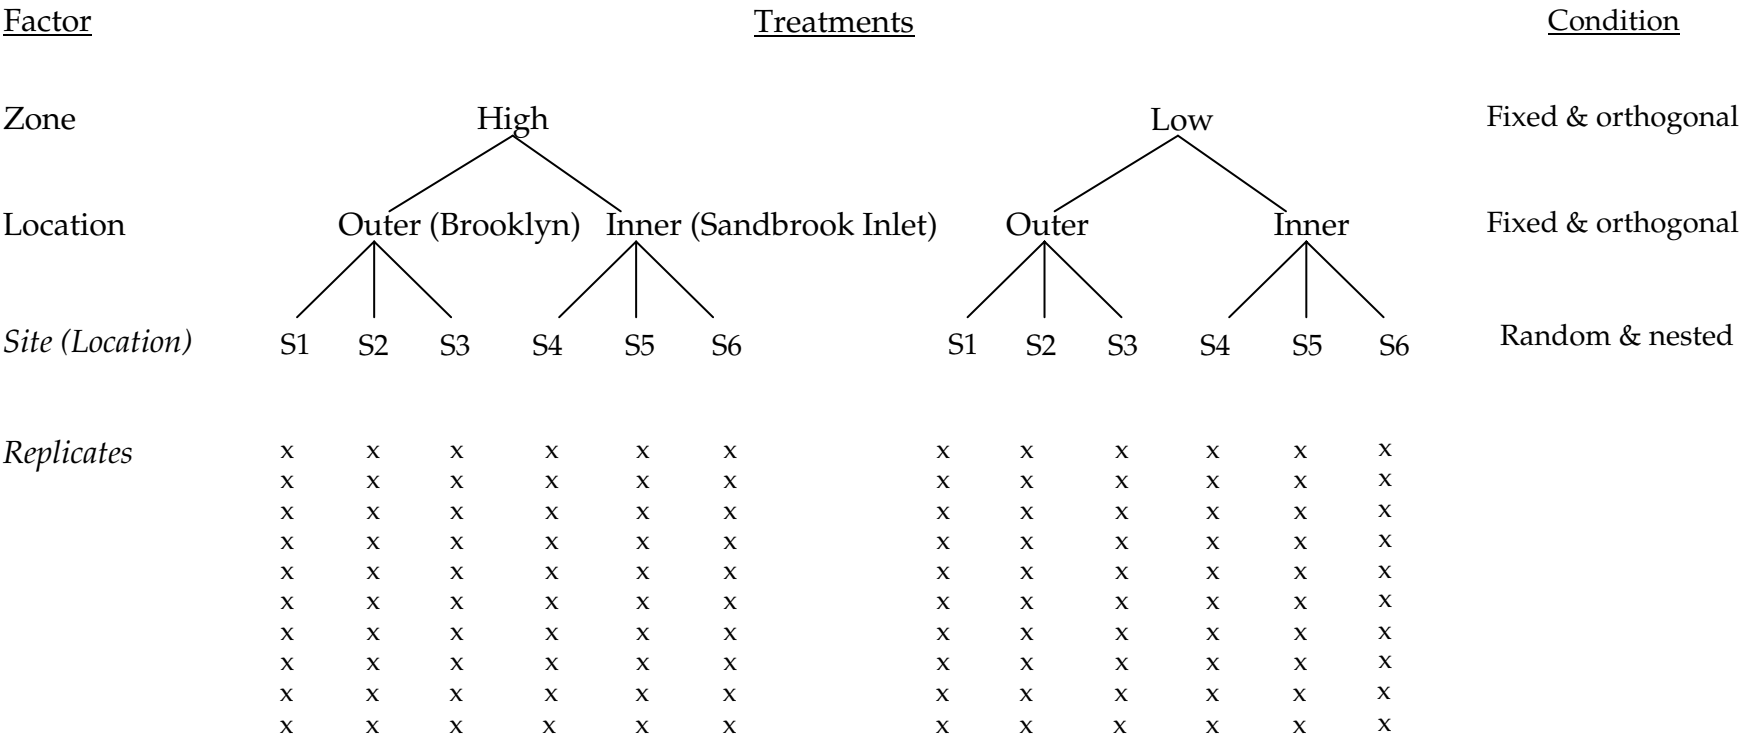 Factor Treatments Condition
Zone High Low Fixed & orthogonal
Location Outer (Brooklyn) Inner (Sandbrook Inlet) Outer Inner Fixed & orthogonal
Site (Location) S1 S2 S3 S4 S5 S6 S1 S2 S3 S4 S5 S6 Random & nested
Replicates x x x x x x x x x x x x
x x x x x x x x x x x x
x x x x x x x x x x x x
x x x x x x x x x x x x
x x x x x x x x x x x x
x x x x x x x x x x x x
x x x x x x x x x x x x
x x x x x x x x x x x x
x x x x x x x x x x x x
x x x x x x x x x x x x